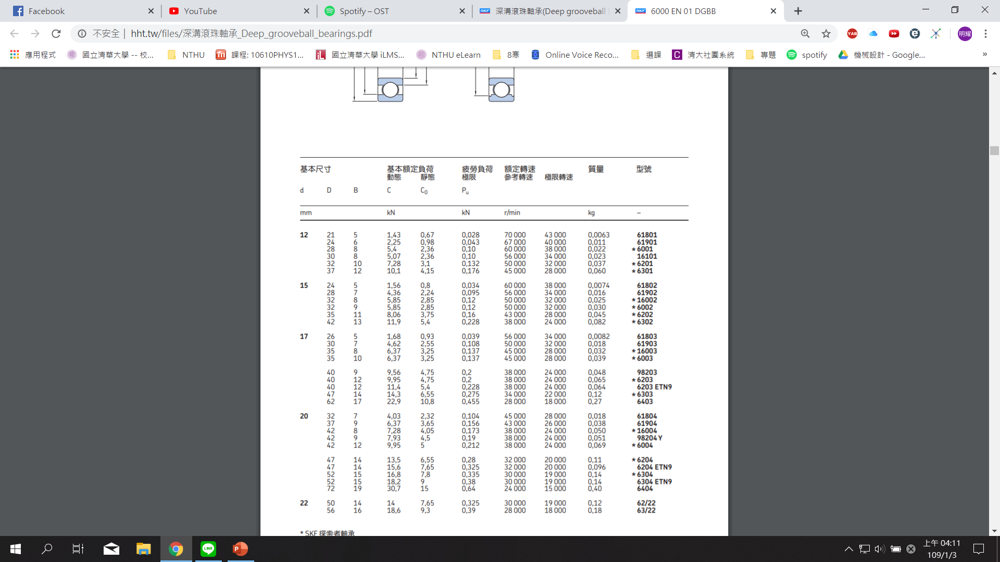 Facebook
YouTube
Spotify – OST
SKF 深溝滾珠軸承(Deep grooveball
SKF 6000 EN 01 DGBB
不安全 | hht.tw/files/深溝滾珠軸承_Deep_grooveball_bearings.pdf
YAB
明耀
應用程式
國立清華大學 -- 校...
NTHU
課程: 10610PHYS1...
國立清華大學 iLMS...
NTHU eLearn
8寒
Online Voice Reco...
選課
清大社團系統
專題
spotify
機械設計 - Google...
»
基本尺寸 基本額定負荷 疲勞負荷 額定轉速 質量 型號
動態 靜態 極限 參考轉速 極限轉速
d D B C C0 Pu
mm kN kN r/min kg –
12 21 5 1,43 0,67 0,028 70 000 43 000 0,0063 61801
24 6 2,25 0,98 0,043 67 000 40 000 0,011 61901
28 8 5,4 2,36 0,10 60 000 38 000 0,022 * 6001
30 8 5,07 2,36 0,10 56 000 34 000 0,023 16101
32 10 7,28 3,1 0,132 50 000 32 000 0,037 * 6201
37 12 10,1 4,15 0,176 45 000 28 000 0,060 * 6301
15 24 5 1,56 0,8 0,034 60 000 38 000 0,0074 61802
28 7 4,36 2,24 0,095 56 000 34 000 0,016 61902
32 8 5,85 2,85 0,12 50 000 32 000 0,025 * 16002
32 9 5,85 2,85 0,12 50 000 32 000 0,030 * 6002
35 11 8,06 3,75 0,16 43 000 28 000 0,045 * 6202
42 13 11,9 5,4 0,228 38 000 24 000 0,082 * 6302
17 26 5 1,68 0,93 0,039 56 000 34 000 0,0082 61803
30 7 4,62 2,55 0,108 50 000 32 000 0,018 61903
35 8 6,37 3,25 0,137 45 000 28 000 0,032 * 16003
35 10 6,37 3,25 0,137 45 000 28 000 0,039 * 6003
40 9 9,56 4,75 0,2 38 000 24 000 0,048 98203
40 12 9,95 4,75 0,2 38 000 24 000 0,065 * 6203
40 12 11,4 5,4 0,228 38 000 24 000 0,064 6203 ETN9
47 14 14,3 6,55 0,275 34 000 22 000 0,12 * 6303
62 17 22,9 10,8 0,455 28 000 18 000 0,27 6403
20 32 7 4,03 2,32 0,104 45 000 28 000 0,018 61804
37 9 6,37 3,65 0,156 43 000 26 000 0,038 61904
42 8 7,28 4,05 0,173 38 000 24 000 0,050 * 16004
42 9 7,93 4,5 0,19 38 000 24 000 0,051 98204 Y
42 12 9,95 5 0,212 38 000 24 000 0,069 * 6004
47 14 13,5 6,55 0,28 32 000 20 000 0,11 * 6204
47 14 15,6 7,65 0,325 32 000 20 000 0,096 6204 ETN9
52 15 16,8 7,8 0,335 30 000 19 000 0,14 * 6304
52 15 18,2 9 0,38 30 000 19 000 0,14 6304 ETN9
72 19 30,7 15 0,64 24 000 15 000 0,40 6404
22 50 14 14 7,65 0,325 30 000 19 000 0,12 62/22
56 16 18,6 9,3 0,39 28 000 18 000 0,18 63/22
* SKF 探索者軸承
LINE
上午 04:11
109/1/3